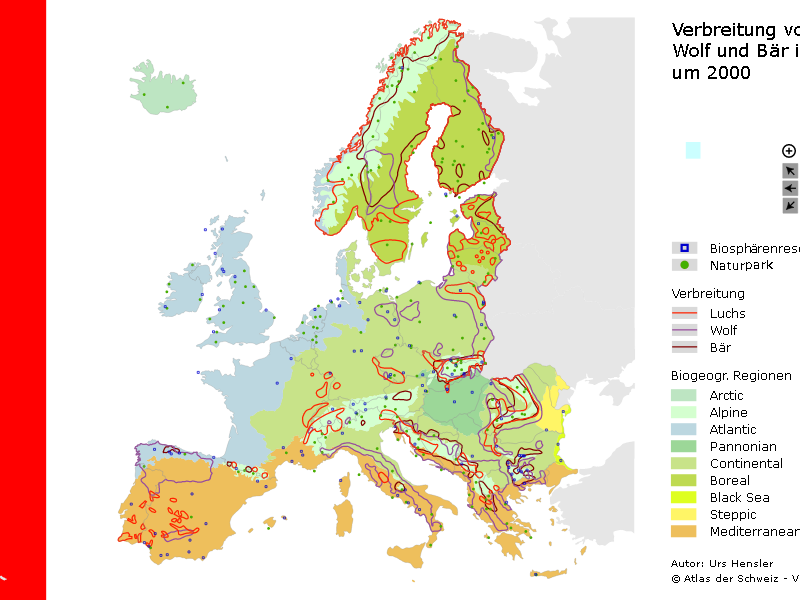 Verbreitung vo
Wolf und Bär i
um 2000
Biosphärenrese
Naturpark
Verbreitung
Luchs
Wolf
Bär
Biogeogr. Regionen
Arctic
Alpine
Atlantic
Pannonian
Continental
Boreal
Black Sea
Steppic
Mediterranean
Autor: Urs Hensler
© Atlas der Schweiz - V